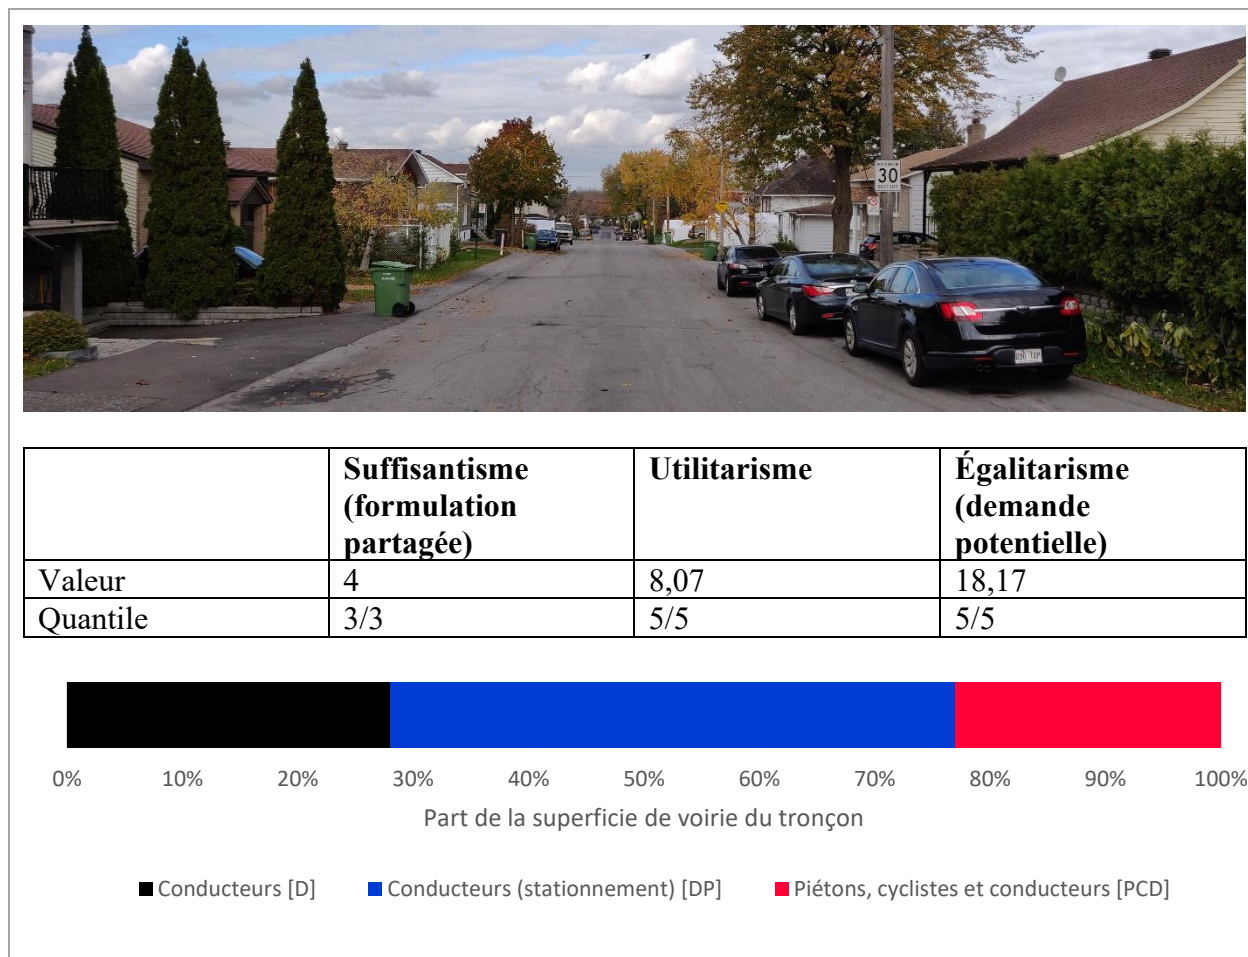 30
Suffisantisme
(formulation
partagée)
Utilitarisme
Égalitarisme
(demande
potentielle)
Valeur 4 8,07 18,17
Quantile 3/3 5/5 5/5
0% 10% 20% 30% 40% 50% 60% 70% 80% 90% 100%
Part de la superficie de voirie du tronçon
Conducteurs [D] Conducteurs (stationnement) [DP] Piétons, cyclistes et conducteurs [PCD]